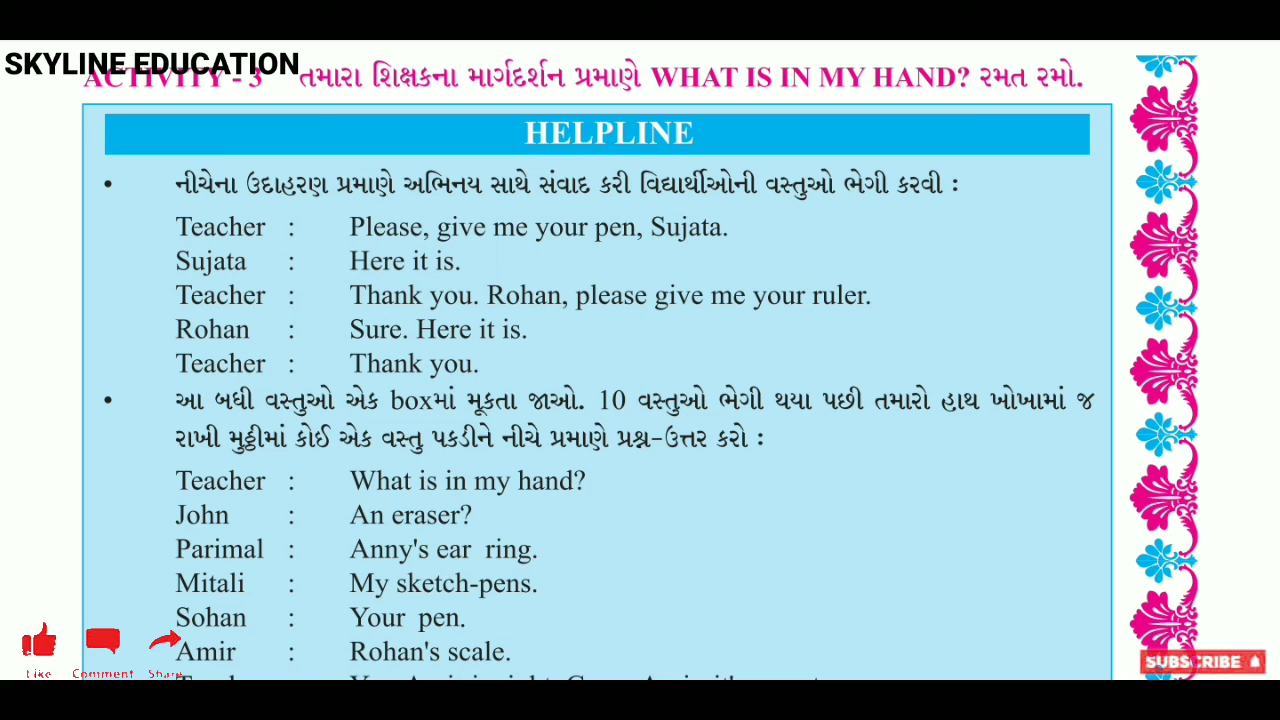 SKYLINE EDUCATION
ACTIVITY - 3 તમારા શિક્ષકના માર્ગદર્શન પ્રમાણે WHAT IS IN MY HAND? રમત રમો.
HELPLINE
• નીચેના ઉદાહરણ પ્રમાણે અભિનય સાથે સંવાદ કરી વિદ્યાર્થીઓની વસ્તુઓ ભેગી કરવી :
Teacher : Please, give me your pen, Sujata.
Sujata : Here it is.
Teacher : Thank you. Rohan, please give me your ruler.
Rohan : Sure. Here it is.
Teacher : Thank you.
• આ બધી વસ્તુઓ એક boxમાં મૂકતા જાઓ. 10 વસ્તુઓ ભેગી થયા પછી તમારો હાથ ખોખામાં જ
રાખી મુઠ્ઠીમાં કોઈ એક વસ્તુ પકડીને નીચે પ્રમાણે પ્રશ્ન-ઉત્તર કરો :
Teacher : What is in my hand?
John : An eraser?
Parimal : Anny's ear ring.
Mitali : My sketch-pens.
Sohan : Your pen.
Amir : Rohan's scale.
Like Comment Share
SUBSCRIBE